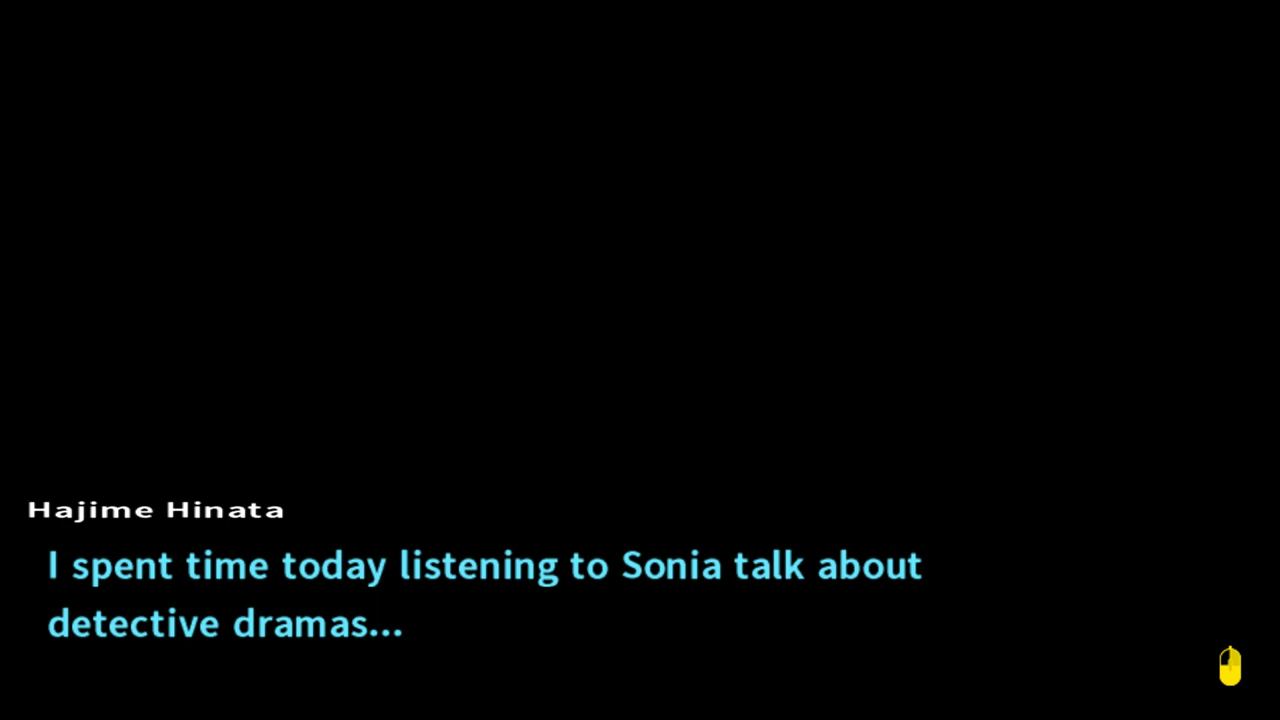 Hajime Hinata
I spent time today listening to Sonia talk about
detective dramas...